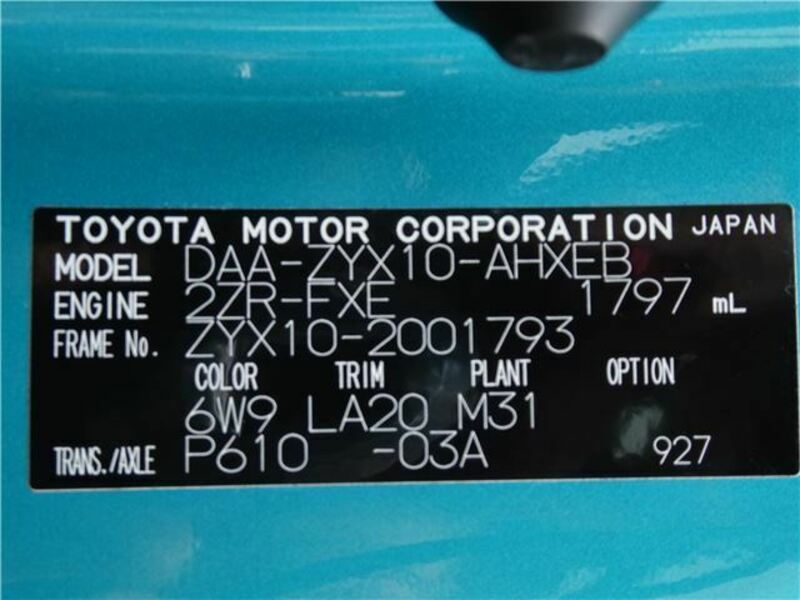 TOYOTA MOTOR CORPORATION JAPAN
MODEL DAA-ZYX10-AHXEB
ENGINE 2ZR-FXE 1797 mL
FRAME No. ZYX10-2001793
COLOR TRIM PLANT OPTION
6W9 LA20 M31
TRANS./AXLE P610 -03A 927